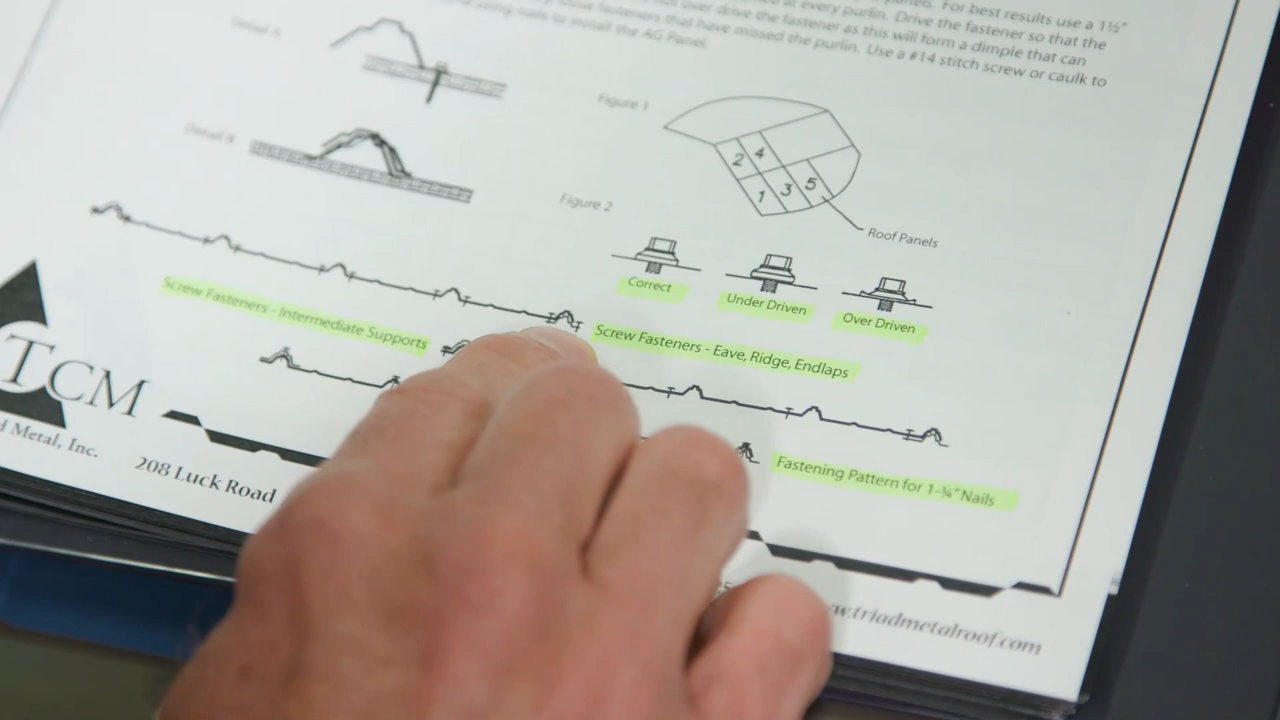 panels. For best results use a 1½"
at every purlin. Drive the fastener so that the
not over drive the fastener as this will form a dimple that can
fasteners that have missed the purlin. Use a #14 stitch screw or caulk to
using nails to install the AG Panel.
Detail A
Figure 1
Detail B
2 4
1 3 5
Figure 2
Roof Panels
Correct
Under Driven
Over Driven
Screw Fasteners - Intermediate Supports
Screw Fasteners - Eave, Ridge, Endlaps
TCM
Fastening Pattern for 1-¾" Nails
Metal, Inc.
208 Luck Road
w.triadmetalroof.com